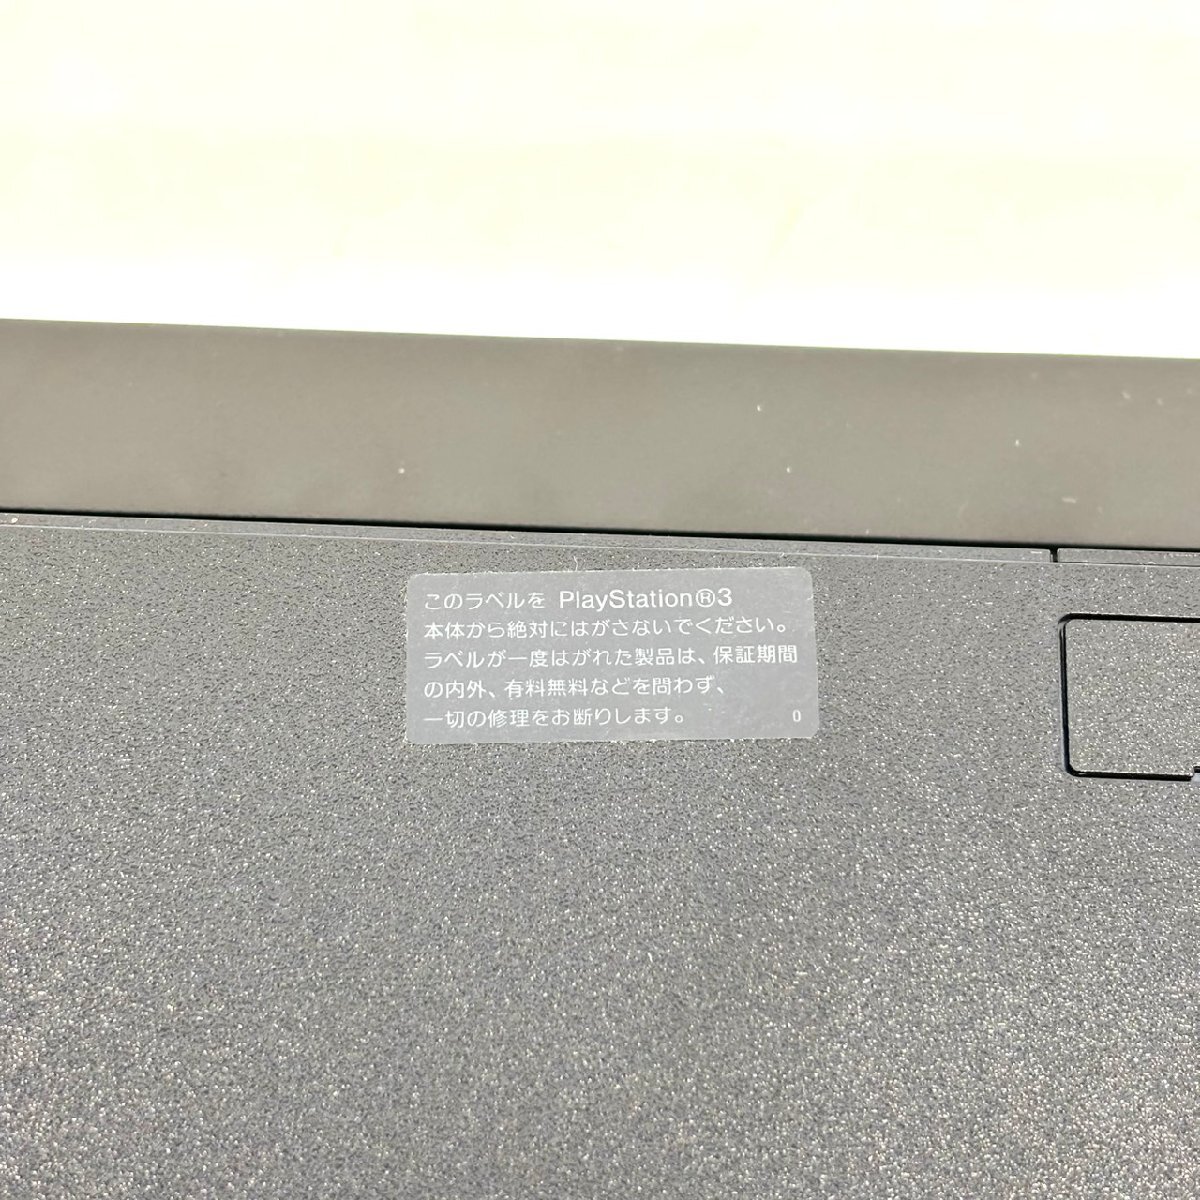 このラベルを PlayStation®3
本体から絶対にはがさないでください。
ラベルが一度はがれた製品は、保証期間
の内外、有料無料などを問わず、
一切の修理をお断りします。 0